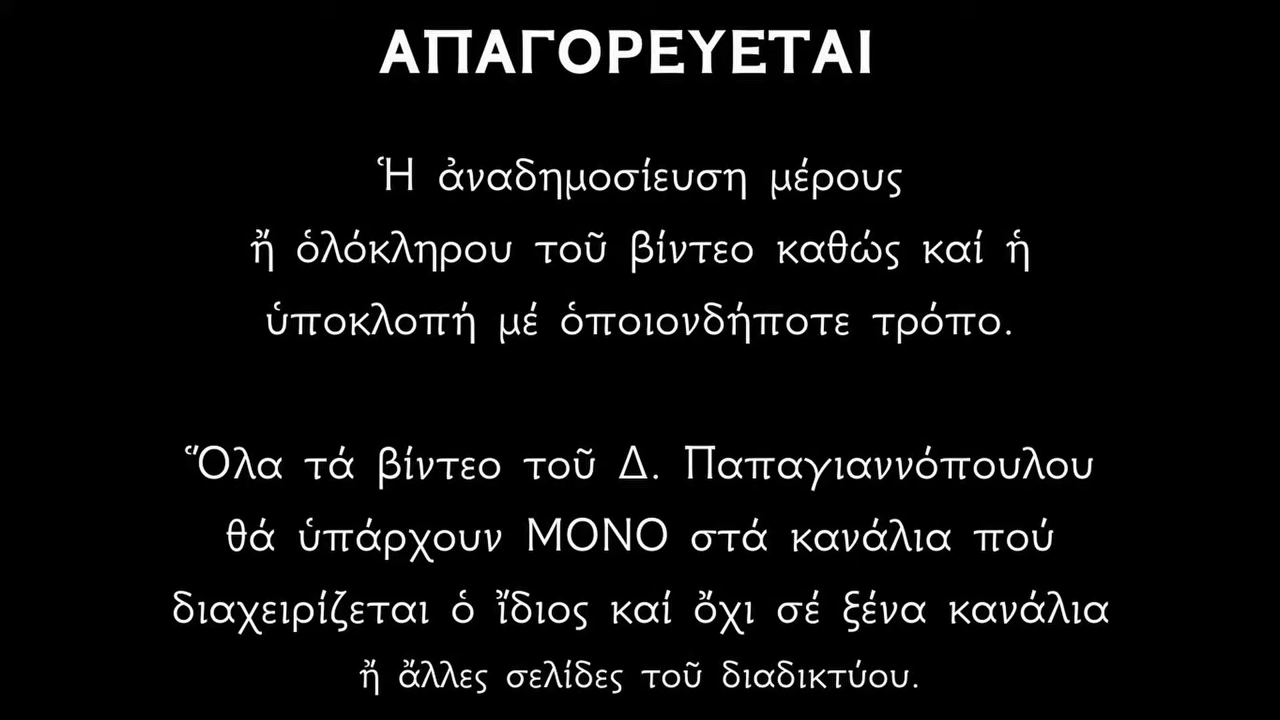 ΑΠΑΓΟΡΕΥΕΤΑΙ
Ἡ ἀναδημοσίευση μέρους
ἤ ὁλόκληρου τοῦ βίντεο καθώς καί ἡ
ὑποκλοπή μέ ὁποιονδήποτε τρόπο.
Ὅλα τά βίντεο τοῦ Δ. Παπαγιαννόπουλου
θά ὑπάρχουν ΜΟΝΟ στά κανάλια πού
διαχειρίζεται ὁ ἴδιος καί ὄχι σέ ξένα κανάλια
ἤ ἄλλες σελίδες τοῦ διαδικτύου.